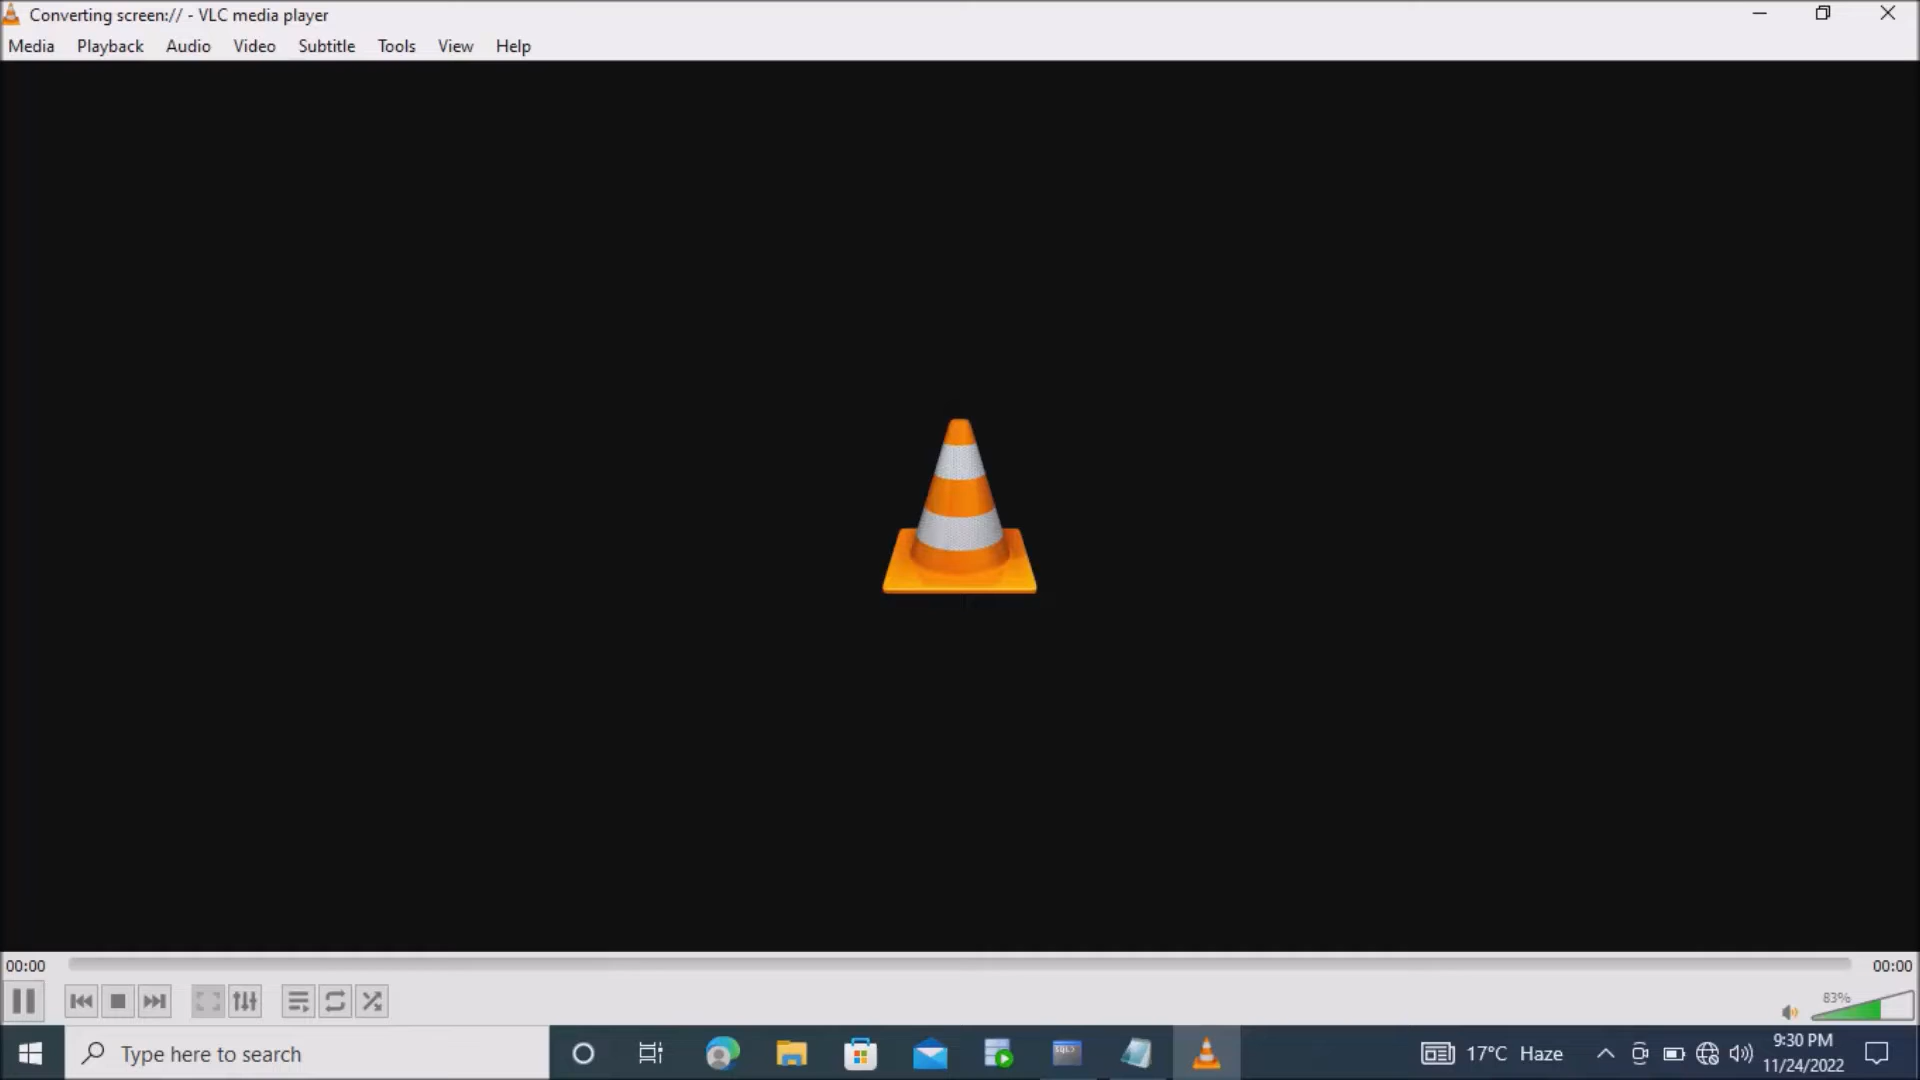 Converting screen:// - VLC media player
Media Playback Audio Video Subtitle Tools View Help
00:00 00:00
83%
Type here to search
17°C Haze
9:30 PM
11/24/2022